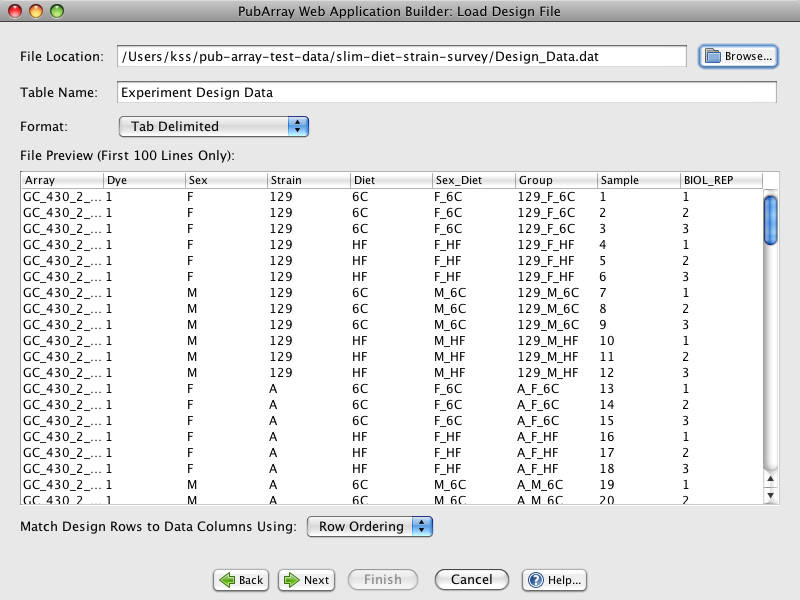 PubArray Web Application Builder: Load Design File
File Location: /Users/kss/pub-array-test-data/slim-diet-strain-survey/Design_Data.dat Browse...
Table Name: Experiment Design Data
Format: Tab Delimited
File Preview (First 100 Lines Only):
Array Dye Sex Strain Diet Sex_Diet Group Sample BIOL_REP
GC_430_2_... 1 F 129 6C F_6C 129_F_6C 1 1
GC_430_2_... 1 F 129 6C F_6C 129_F_6C 2 2
GC_430_2_... 1 F 129 6C F_6C 129_F_6C 3 3
GC_430_2_... 1 F 129 HF F_HF 129_F_HF 4 1
GC_430_2_... 1 F 129 HF F_HF 129_F_HF 5 2
GC_430_2_... 1 F 129 HF F_HF 129_F_HF 6 3
GC_430_2_... 1 M 129 6C M_6C 129_M_6C 7 1
GC_430_2_... 1 M 129 6C M_6C 129_M_6C 8 2
GC_430_2_... 1 M 129 6C M_6C 129_M_6C 9 3
GC_430_2_... 1 M 129 HF M_HF 129_M_HF 10 1
GC_430_2_... 1 M 129 HF M_HF 129_M_HF 11 2
GC_430_2_... 1 M 129 HF M_HF 129_M_HF 12 3
GC_430_2_... 1 F A 6C F_6C A_F_6C 13 1
GC_430_2_... 1 F A 6C F_6C A_F_6C 14 2
GC_430_2_... 1 F A 6C F_6C A_F_6C 15 3
GC_430_2_... 1 F A HF F_HF A_F_HF 16 1
GC_430_2_... 1 F A HF F_HF A_F_HF 17 2
GC_430_2_... 1 F A HF F_HF A_F_HF 18 3
GC_430_2_... 1 M A 6C M_6C A_M_6C 19 1
GC_430_2_... 1 M A 6C M_6C A_M_6C 20 2
Match Design Rows to Data Columns Using: Row Ordering
Back Next Finish Cancel Help...